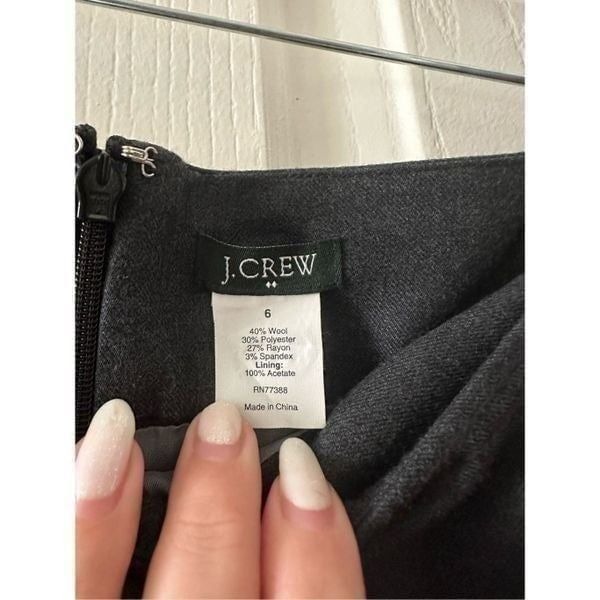 J.CREW
6
40% Wool
30% Polyester
27% Rayon
3% Spandex
Lining:
100% Acetate
RN77388
Made in China